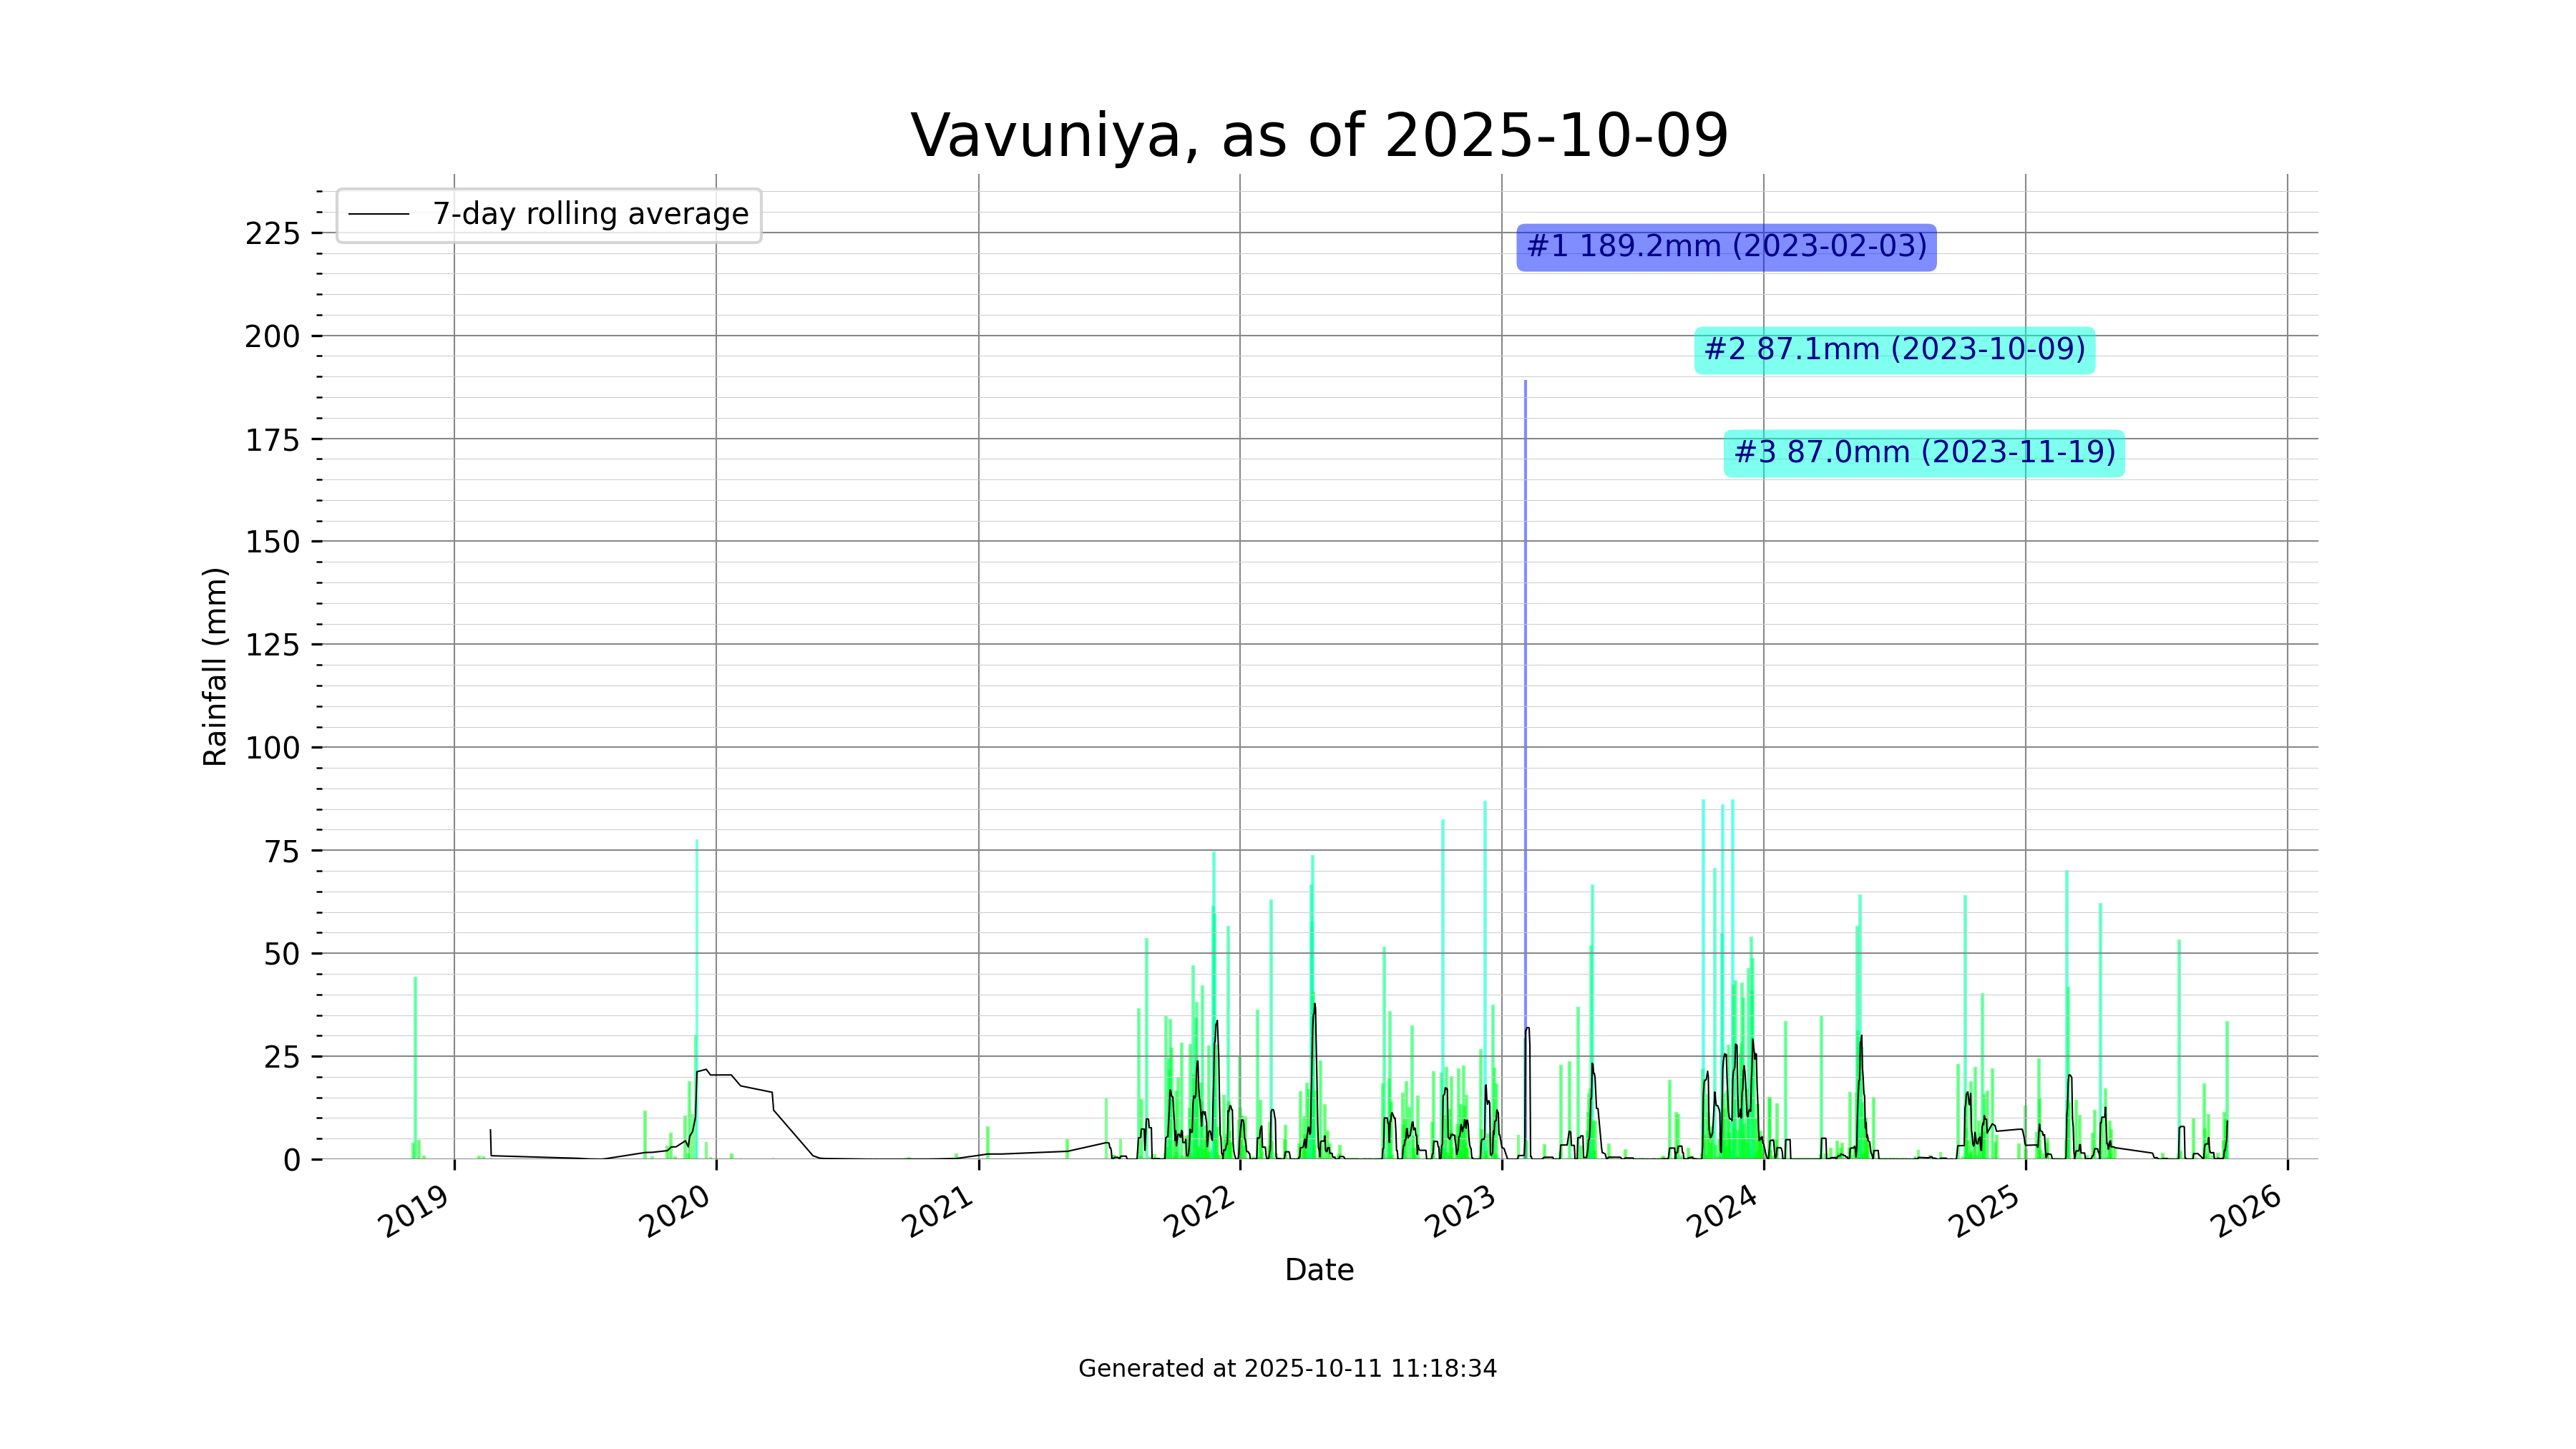 Vavuniya, as of 2025-10-09
7-day rolling average
#1 189.2mm (2023-02-03)
#2 87.1mm (2023-10-09)
#3 87.0mm (2023-11-19)
225
200
175
150
125
100
75
50
25
0
Rainfall (mm)
2019
2020
2021
2022
2023
2024
2025
2026
Date
Generated at 2025-10-11 11:18:34